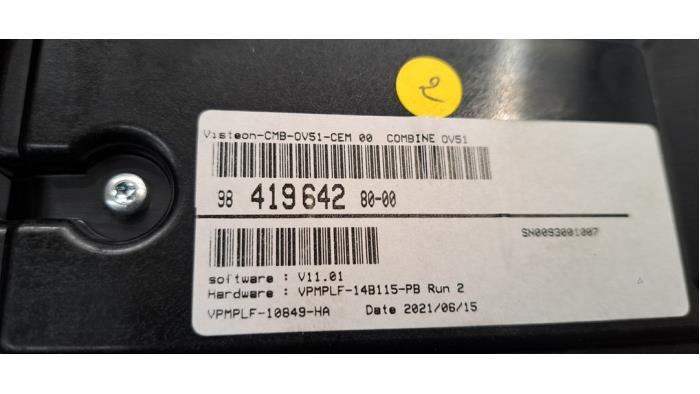 2
Visteon-CMB-OV51-CEM 00 COMBINE OV51
98 419642 80-00
SN0093001007
software : V11.01
Hardware : VPMPLF-14B115-PB Run 2
VPMPLF-10849-HA Date 2021/06/15